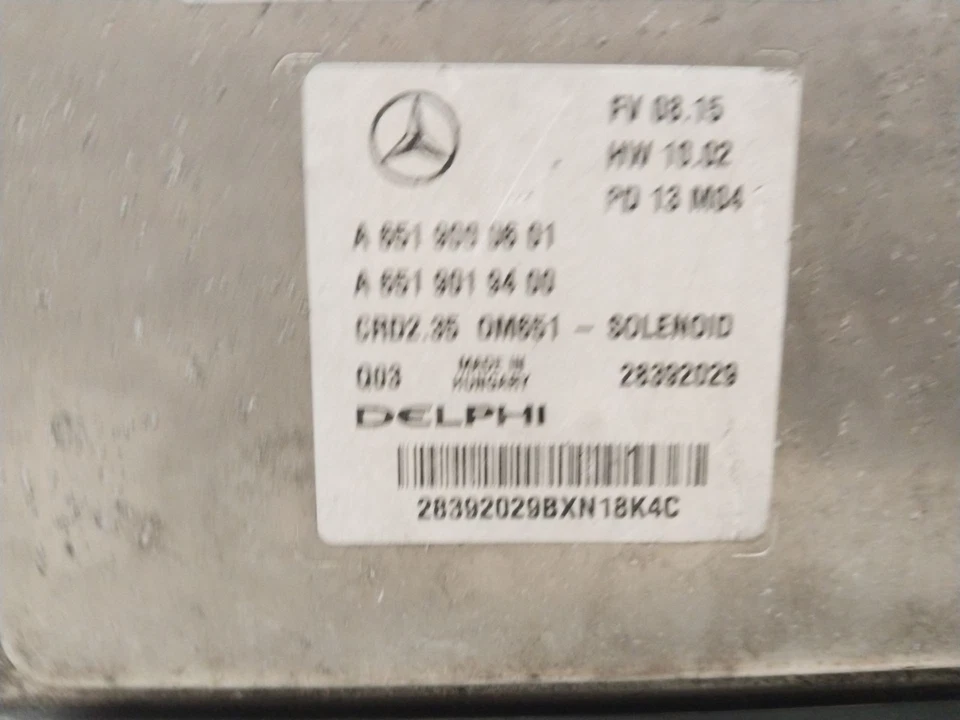 FV 08.15
HW 10.02
PD 13 M04
A 651 900 06 01
A 651 901 94 00
CRD2.35 OM651 - SOLENOID
Q03 MADE IN HUNGARY 28392029
DELPHI
28392029BXN18K4C